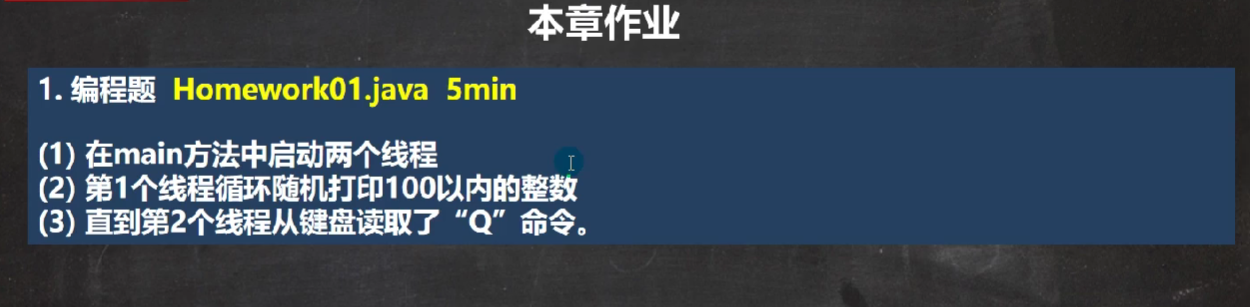 本章作业
1. 编程题 Homework01.java 5min
(1) 在main方法中启动两个线程
(2) 第1个线程循环随机打印100以内的整数
(3) 直到第2个线程从键盘读取了“Q”命令。